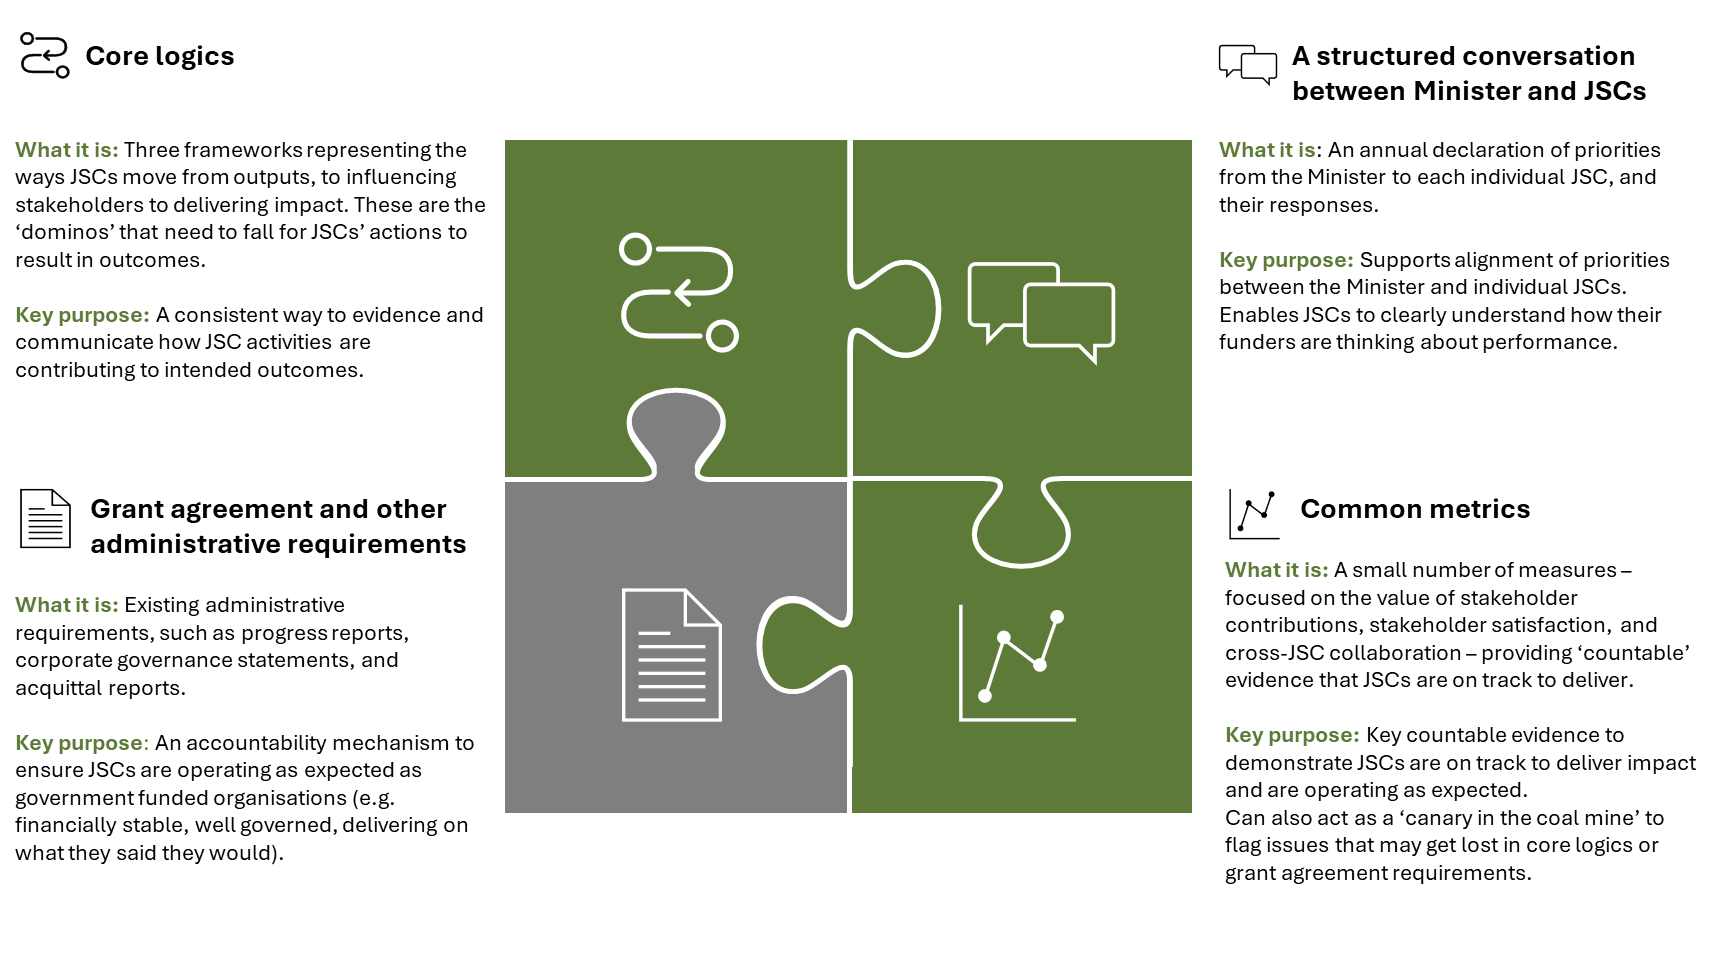 Core logics
What it is: Three frameworks representing the
ways JSCs move from outputs, to influencing
stakeholders to delivering impact. These are the
‘dominos’ that need to fall for JSCs’ actions to
result in outcomes.
Key purpose: A consistent way to evidence and
communicate how JSC activities are
contributing to intended outcomes.
A structured conversation
between Minister and JSCs
What it is: An annual declaration of priorities
from the Minister to each individual JSC, and
their responses.
Key purpose: Supports alignment of priorities
between the Minister and individual JSCs.
Enables JSCs to clearly understand how their
funders are thinking about performance.
Grant agreement and other
administrative requirements
What it is: Existing administrative
requirements, such as progress reports,
corporate governance statements, and
acquittal reports.
Key purpose: An accountability mechanism to
ensure JSCs are operating as expected as
government funded organisations (e.g.
financially stable, well governed, delivering on
what they said they would).
Common metrics
What it is: A small number of measures –
focused on the value of stakeholder
contributions, stakeholder satisfaction, and
cross-JSC collaboration – providing ‘countable’
evidence that JSCs are on track to deliver.
Key purpose: Key countable evidence to
demonstrate JSCs are on track to deliver impact
and are operating as expected.
Can also act as a ‘canary in the coal mine’ to
flag issues that may get lost in core logics or
grant agreement requirements.